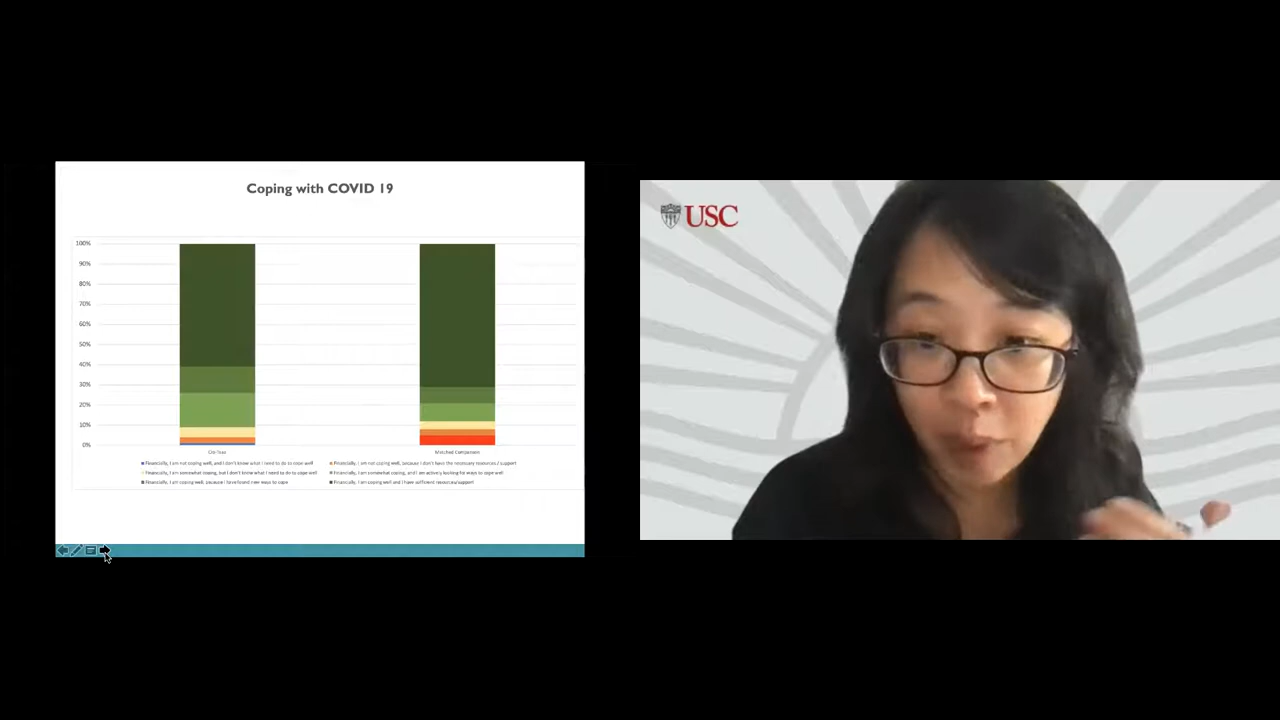 Coping with COVID 19
100%
90%
80%
70%
60%
50%
40%
30%
20%
10%
0%
Matched Comparison
Financially, I am not coping well, and I don't know what I need to do to cope well
Financially, I am not coping well, because I don't have the necessary resources / support
Financially, I am somewhat coping, but I don't know what I need to do to cope well
Financially, I am somewhat coping, and I am actively looking for ways to cope well
Financially, I am coping well, because I have found new ways to cope
Financially, I am coping well and I have sufficient resources/support
USC